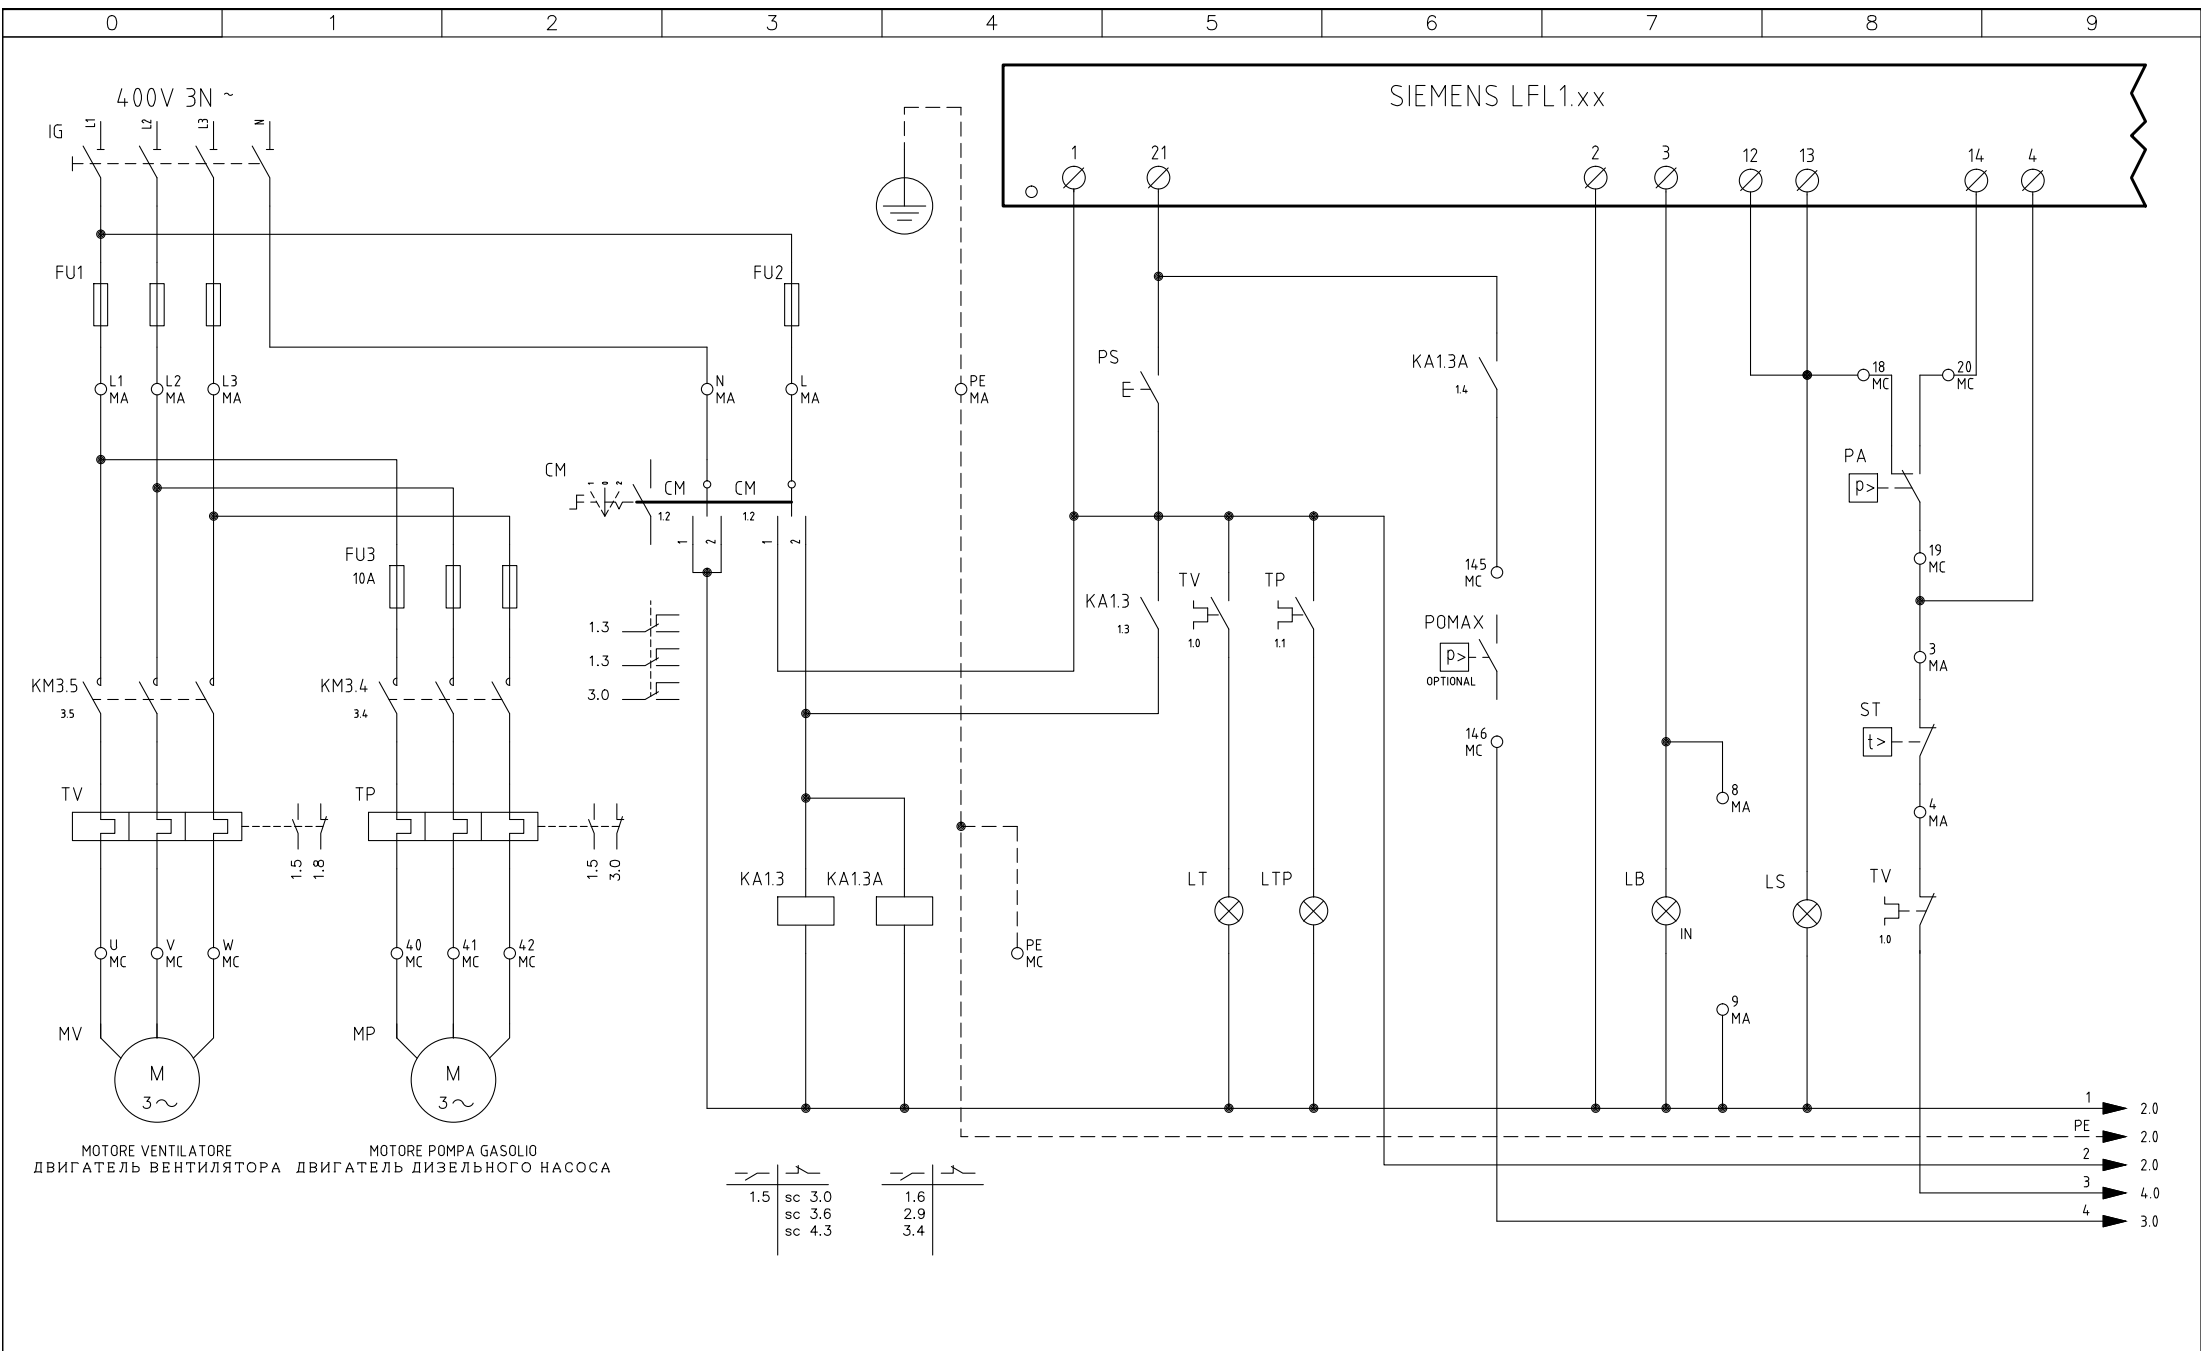 0 1 2 3 4 5 6 7 8 9
SIEMENS LFL1.xx
400V 3N ~
IG L1 L2 L3 N
1 21 2 3 12 13 14 4
FU1 FU2
PS KA1.3A
1.4
L1 L2 L3 N L PE 18 20
MA MA MA MA MA MA MC MC
PA
p>
CM 1 0 2 CM CM
1.2 1.2
1 2 1 2
FU3
10A
19
MC
145
MC
TV TP
KA1.3
1.3 1.0 1.1
1.3
1.3
3.0
POMAX
p>
OPTIONAL
3
MA
KM3.5 KM3.4
3.5 3.4
ST
t>
146
MC
TV TP
8
MA
4
MA
1.5 1.8 1.5 3.0
KA1.3 KA1.3A LT LTP LB LS TV
IN
1.0
U V W 40 41 42 PE
MC MC MC MC MC MC MC
9
MA
MV MP
M M
3~ 3~
1 2.0
PE 2.0
2 2.0
3 4.0
4 3.0
MOTORE VENTILATORE MOTORE POMPA GASOLIO
ДВИГАТЕЛЬ ВЕНТИЛЯТОРА ДВИГАТЕЛЬ ДИЗЕЛЬНОГО НАСОСА
1.5 sc 3.0 1.6
sc 3.6 2.9
sc 4.3 3.4